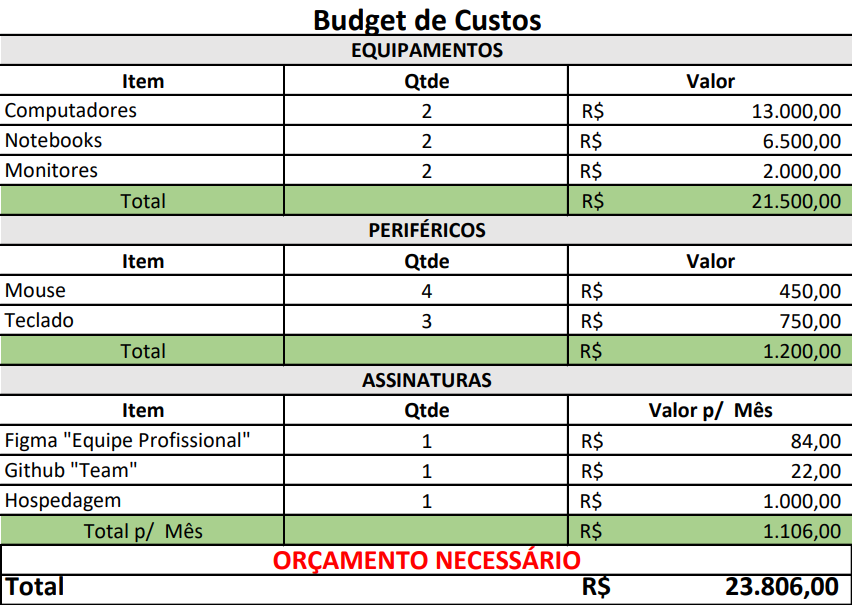 Budget de Custos
EQUIPAMENTOS
Item Qtde Valor
Computadores 2 R$ 13.000,00
Notebooks 2 R$ 6.500,00
Monitores 2 R$ 2.000,00
Total R$ 21.500,00
PERIFÉRICOS
Item Qtde Valor
Mouse 4 R$ 450,00
Teclado 3 R$ 750,00
Total R$ 1.200,00
ASSINATURAS
Item Qtde Valor p/ Mês
Figma "Equipe Profissional" 1 R$ 84,00
Github "Team" 1 R$ 22,00
Hospedagem 1 R$ 1.000,00
Total p/ Mês R$ 1.106,00
ORÇAMENTO NECESSÁRIO
Total R$ 23.806,00